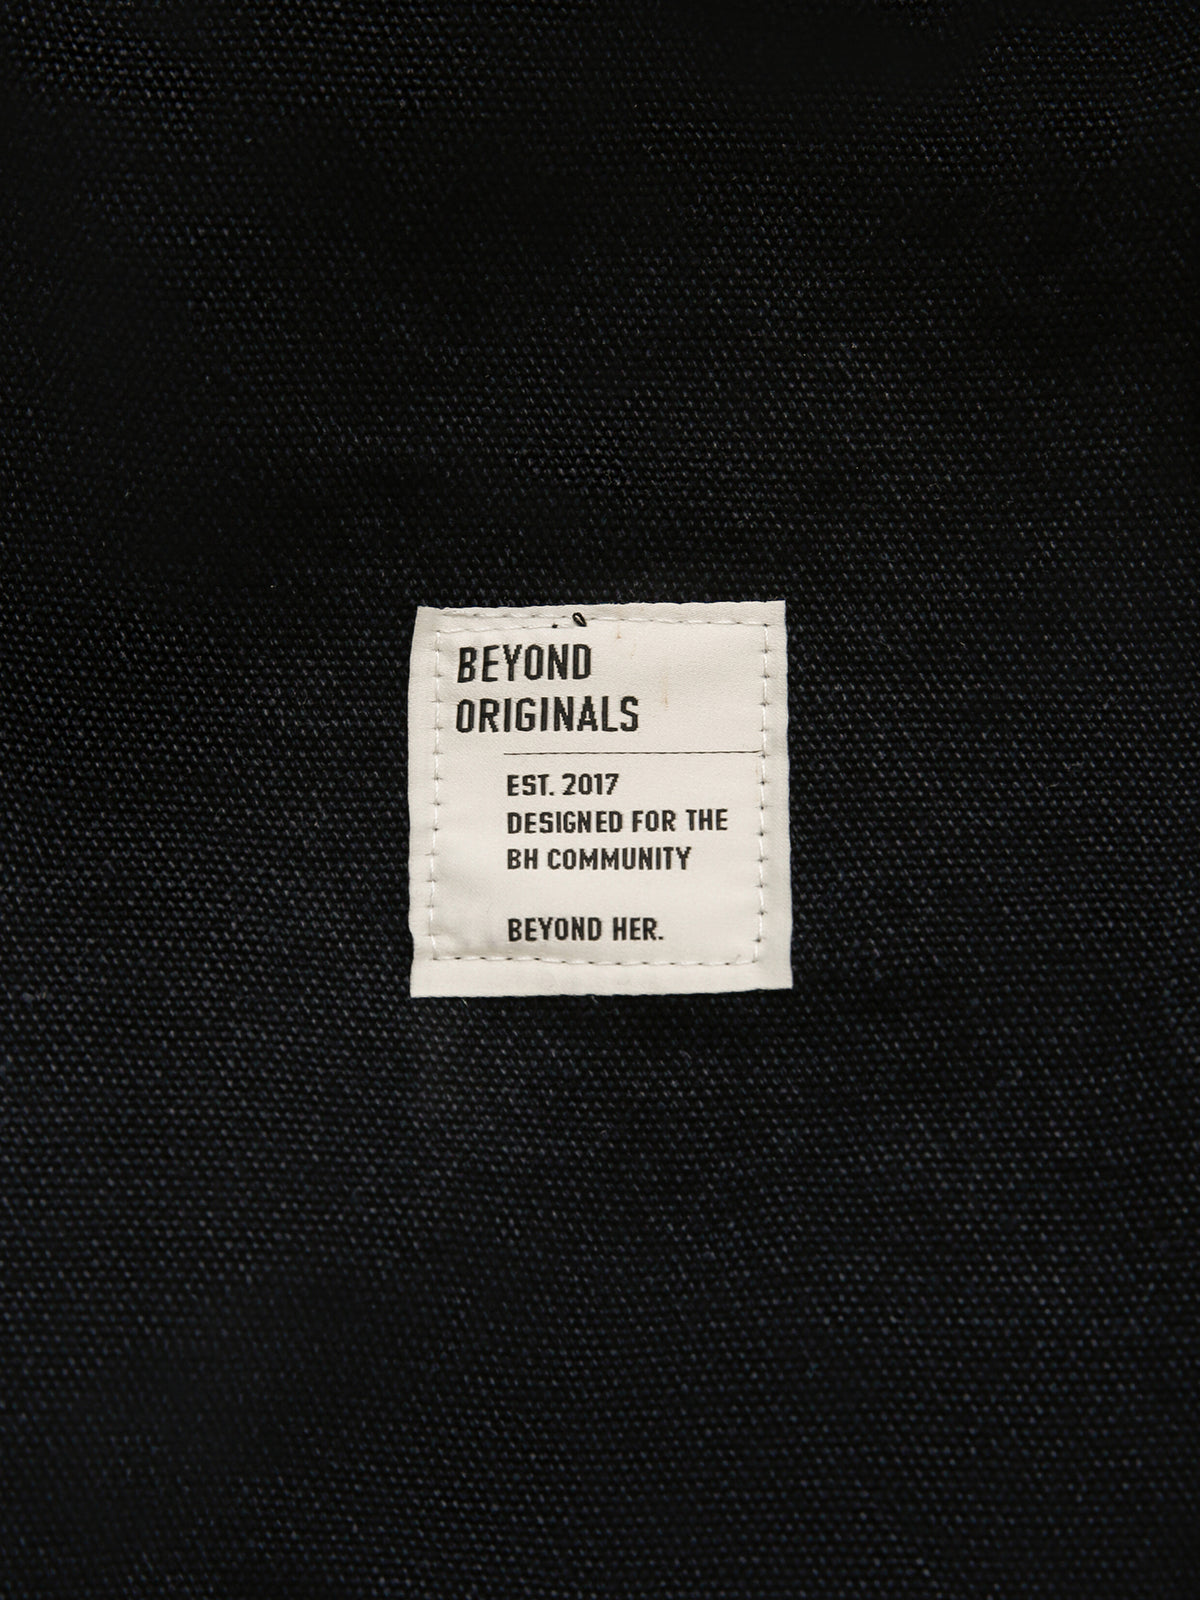 BEYOND
ORIGINALS
EST. 2017
DESIGNED FOR THE
BH COMMUNITY
BEYOND HER.